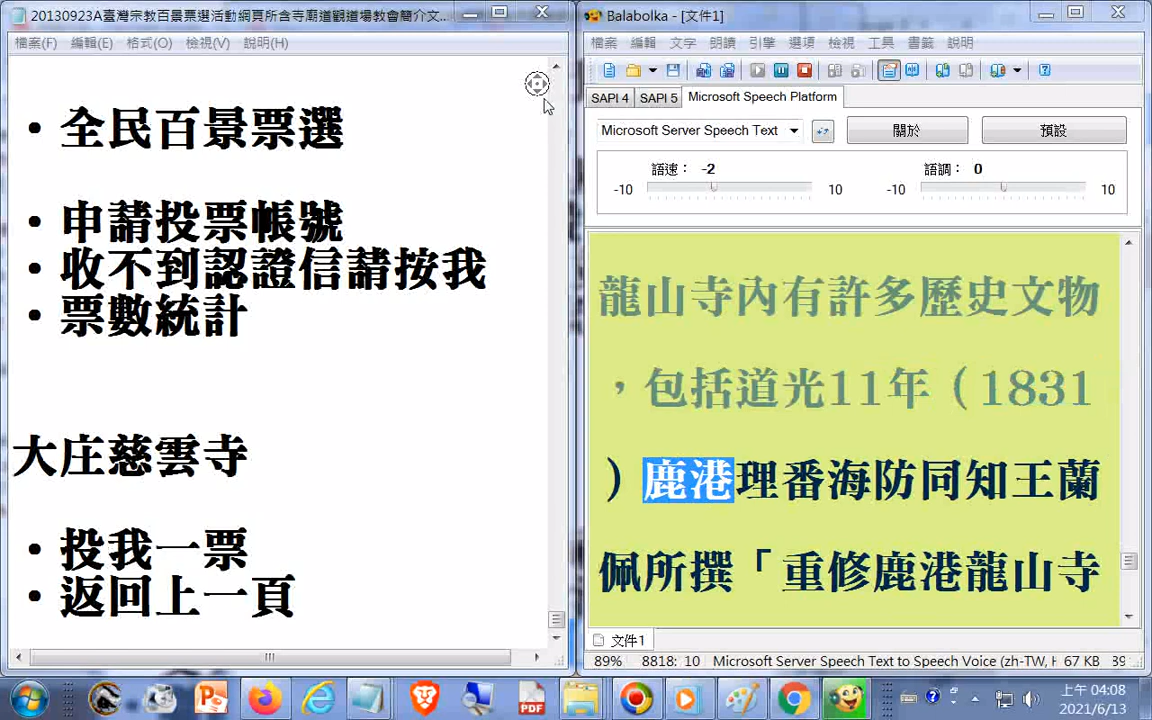 20130923A臺灣宗教百景票選活動網頁所含寺廟道觀道場教會簡介文...
檔案(F) 編輯(E) 格式(O) 檢視(V) 說明(H)
• 全民百景票選
• 申請投票帳號
• 收不到認證信請按我
• 票數統計
大庄慈雲寺
• 投我一票
• 返回上一頁
Balabolka - [文件1]
檔案 編輯 文字 朗讀 引擎 選項 檢視 工具 書籤 說明
SAPI 4 SAPI 5 Microsoft Speech Platform
Microsoft Server Speech Text 關於 預設
語速： -2 語調： 0
-10 10 -10 10
龍山寺內有許多歷史文物
，包括道光11年（1831
）鹿港理番海防同知王蘭
佩所撰「重修鹿港龍山寺
文件1
89% 8818: 10 Microsoft Server Speech Text to Speech Voice (zh-TW, 67 KB
PDF
上午 04:08
2021/6/13